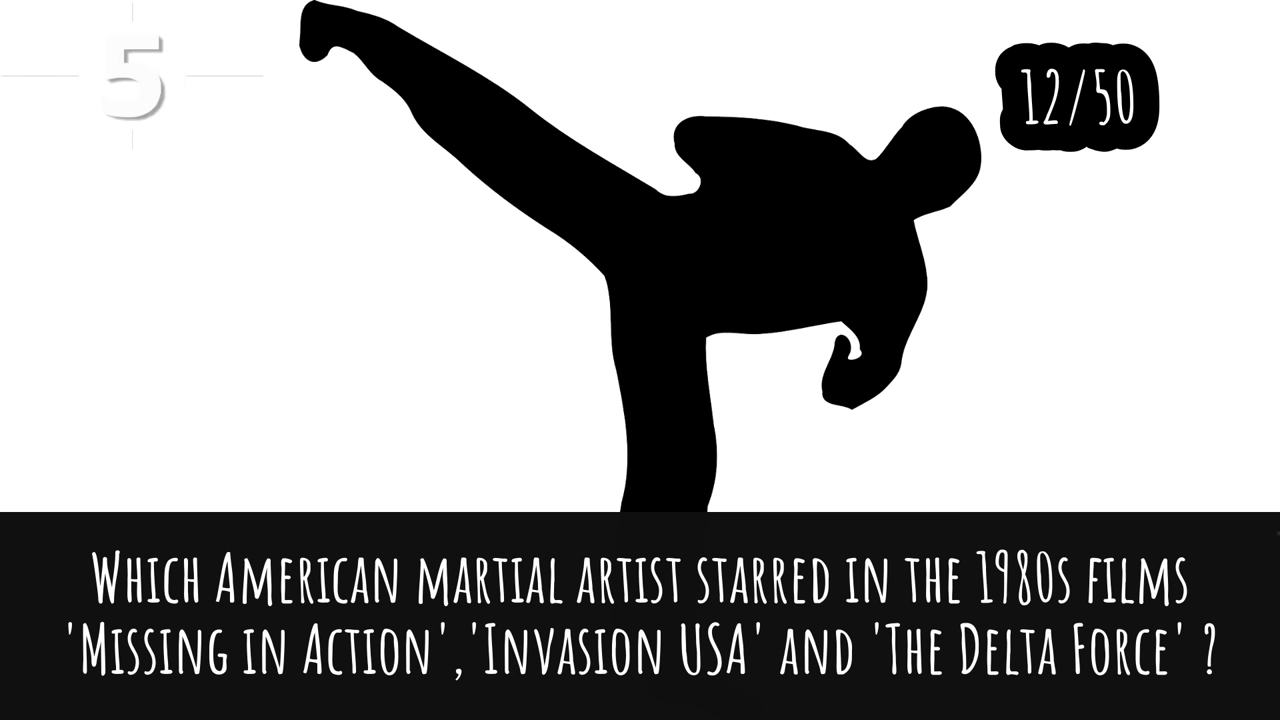 5
12/50
Which American martial artist starred in the 1980s films
'Missing in Action','Invasion USA' and 'The Delta Force' ?